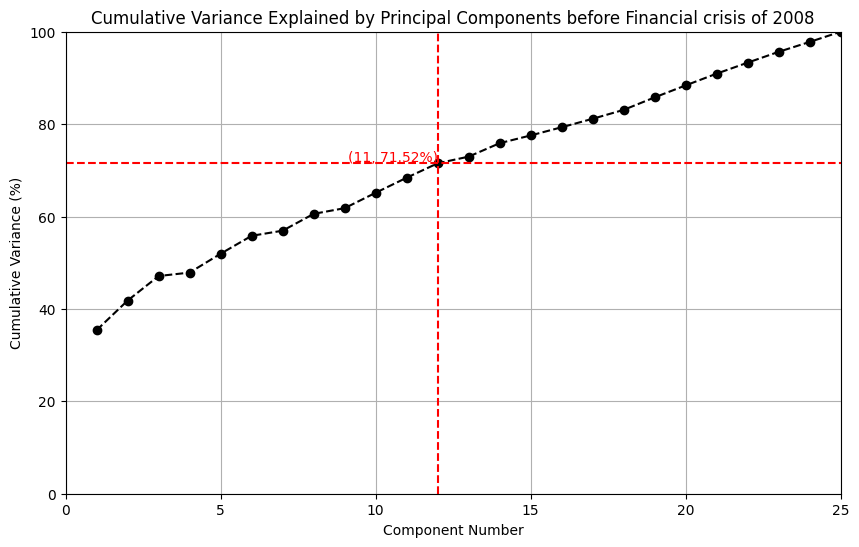 Cumulative Variance Explained by Principal Components before Financial crisis of 2008
100
80
(11, 71.52%)
60
40
20
0
Cumulative Variance (%)
0 5 10 15 20 25
Component Number